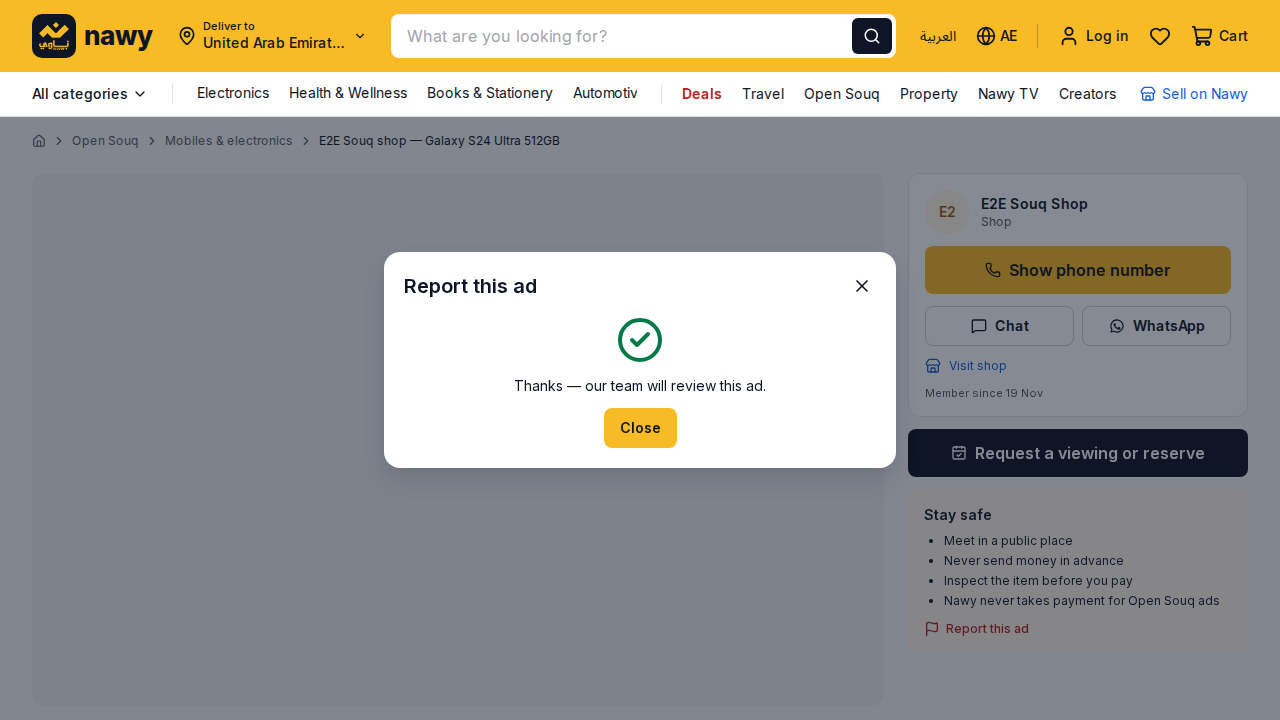 ناوي
NAWY
nawy
Deliver to
United Arab Emirat...
What are you looking for?
العربية
AE
Log in
Cart
All categories
Electronics
Health & Wellness
Books & Stationery
Automotiv
Deals
Travel
Open Souq
Property
Nawy TV
Creators
Sell on Nawy
Open Souq
Mobiles & electronics
E2E Souq shop — Galaxy S24 Ultra 512GB
E2
E2E Souq Shop
Shop
Show phone number
Chat
WhatsApp
Visit shop
Member since 19 Nov
Request a viewing or reserve
Report this ad
Thanks — our team will review this ad.
Close
Stay safe
• Meet in a public place
• Never send money in advance
• Inspect the item before you pay
• Nawy never takes payment for Open Souq ads
Report this ad